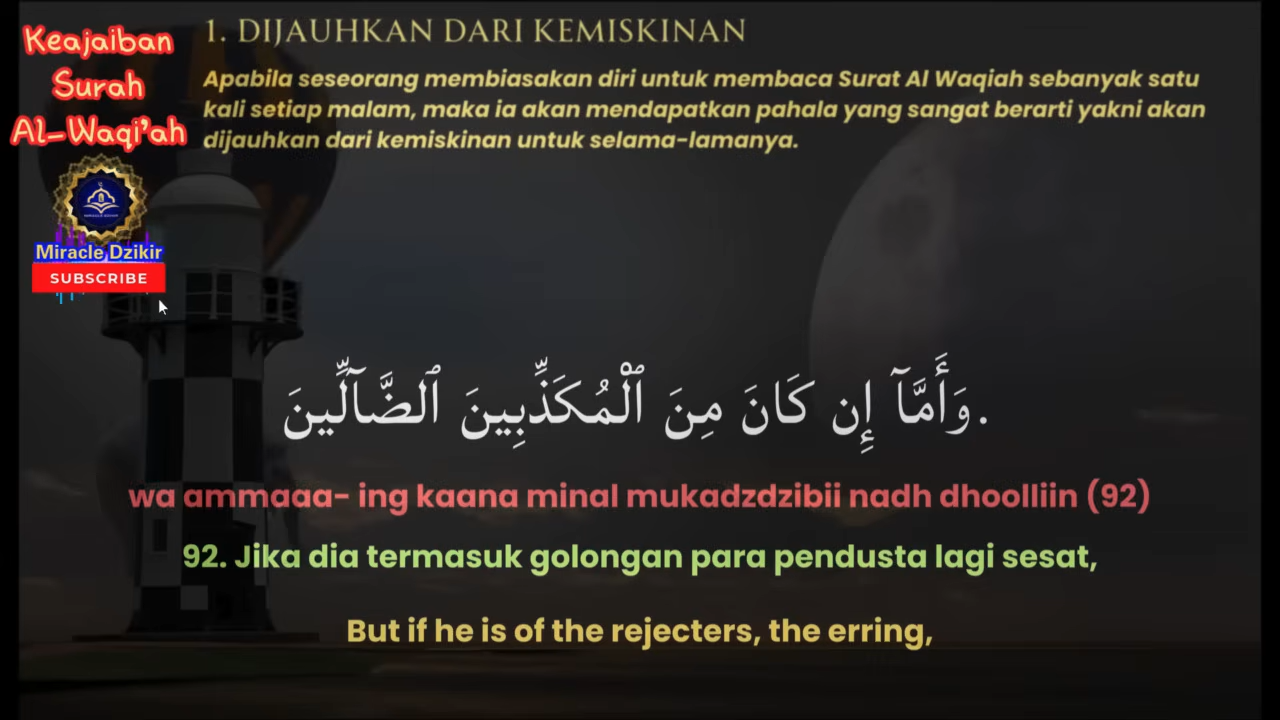 Keajaiban
Surah
Al-Waqi'ah
Miracle Dzikir
SUBSCRIBE
1. DIJAUHKAN DARI KEMISKINAN
Apabila seseorang membiasakan diri untuk membaca Surat Al Waqiah sebanyak satu
kali setiap malam, maka ia akan mendapatkan pahala yang sangat berarti yakni akan
dijauhkan dari kemiskinan untuk selama-lamanya.
وَأَمَّآ إِن كَانَ مِنَ ٱلْمُكَذِّبِينَ ٱلضَّآلِّينَ.
wa ammaaa- ing kaana minal mukadzdzibii nadh dhoolliin (92)
92. Jika dia termasuk golongan para pendusta lagi sesat,
But if he is of the rejecters, the erring,